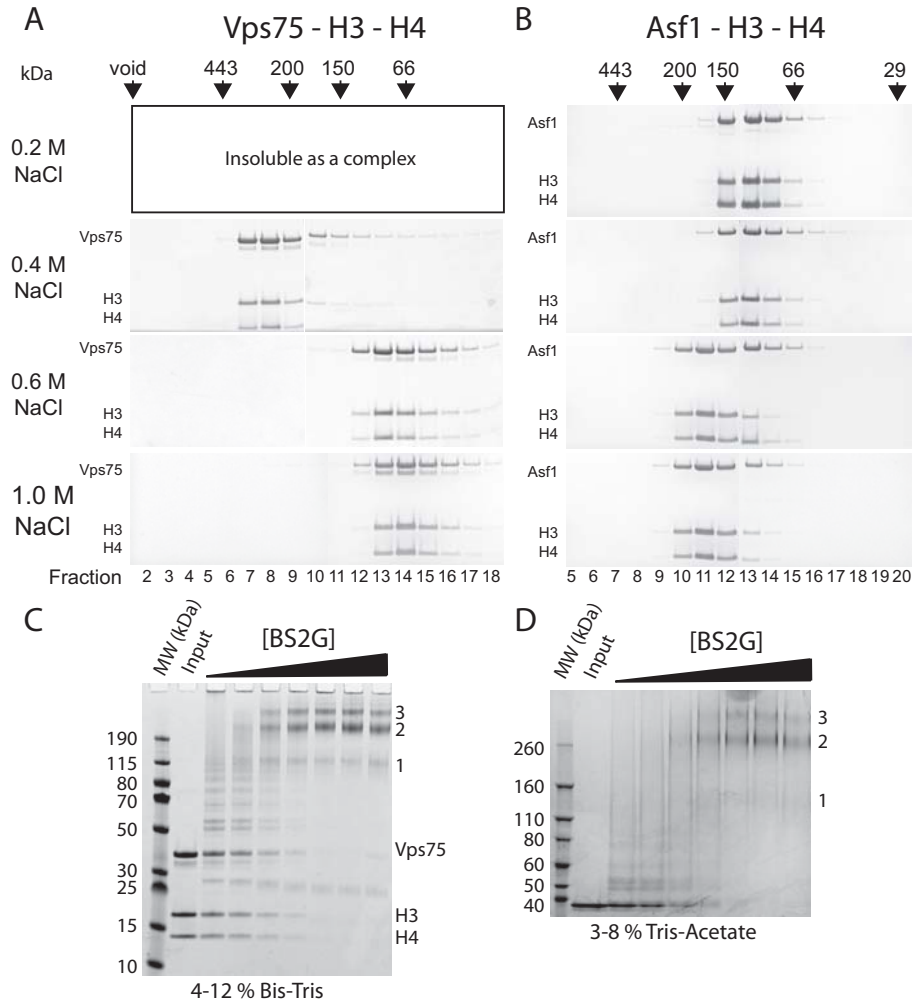 A
Vps75 - H3 - H4
kDa
void 443 200 150 66
0.2 M
NaCl
Insoluble as a complex
Vps75
0.4 M
NaCl
H3
H4
Vps75
0.6 M
NaCl
H3
H4
Vps75
1.0 M
NaCl
H3
H4
Fraction 2 3 4 5 6 7 8 9 10 11 12 13 14 15 16 17 18
B
Asf1 - H3 - H4
443 200 150 66 29
Asf1
H3
H4
Asf1
H3
H4
Asf1
H3
H4
Asf1
H3
H4
5 6 7 8 9 10 11 12 13 14 15 16 17 18 19 20
C
MW (kDa)
Input
[BS2G]
190
115
80
70
50
30
25
15
10
3
2
1
Vps75
H3
H4
4-12 % Bis-Tris
D
MW (kDa)
Input
[BS2G]
260
160
110
80
60
50
40
3
2
1
3-8 % Tris-Acetate